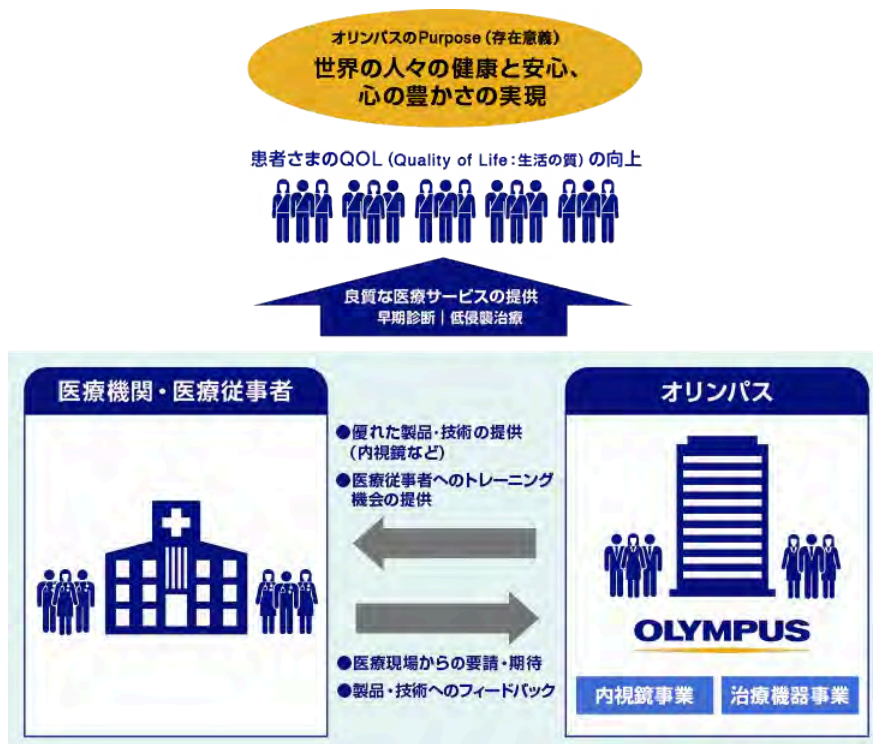 オリンパスのPurpose（存在意義）
世界の人々の健康と安心、
心の豊かさの実現
患者さまのQOL（Quality of Life：生活の質）の向上
良質な医療サービスの提供
早期診断｜低侵襲治療
医療機関・医療従事者
●優れた製品・技術の提供
（内視鏡など）
●医療従事者へのトレーニング
機会の提供
●医療現場からの要請・期待
●製品・技術へのフィードバック
オリンパス
OLYMPUS
内視鏡事業
治療機器事業